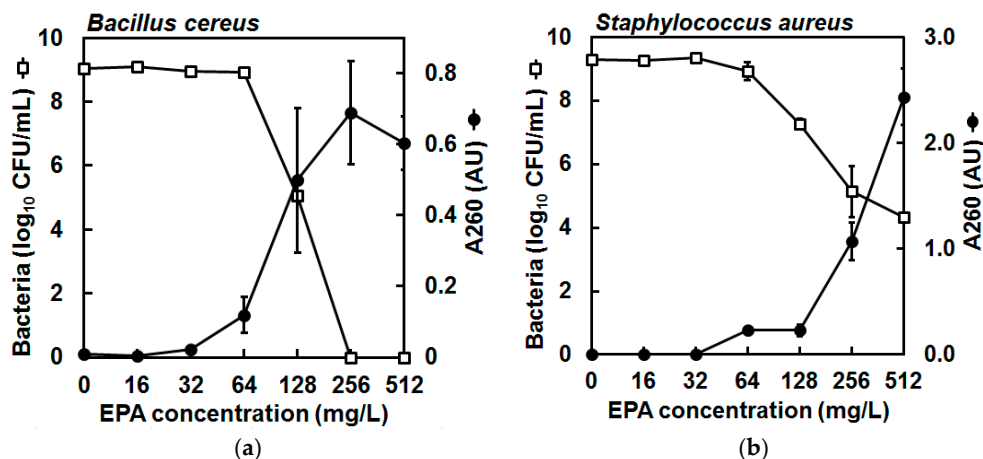 Bacillus cereus
Bacteria (log₁₀ CFU/mL)
10
8
6
4
2
0
0.8
0.6
0.4
0.2
0
A260 (AU)
0 16 32 64 128 256 512
EPA concentration (mg/L)
(a)
Staphylococcus aureus
Bacteria (log₁₀ CFU/mL)
10
8
6
4
2
0
3.0
2.0
1.0
0.0
A260 (AU)
0 16 32 64 128 256 512
EPA concentration (mg/L)
(b)